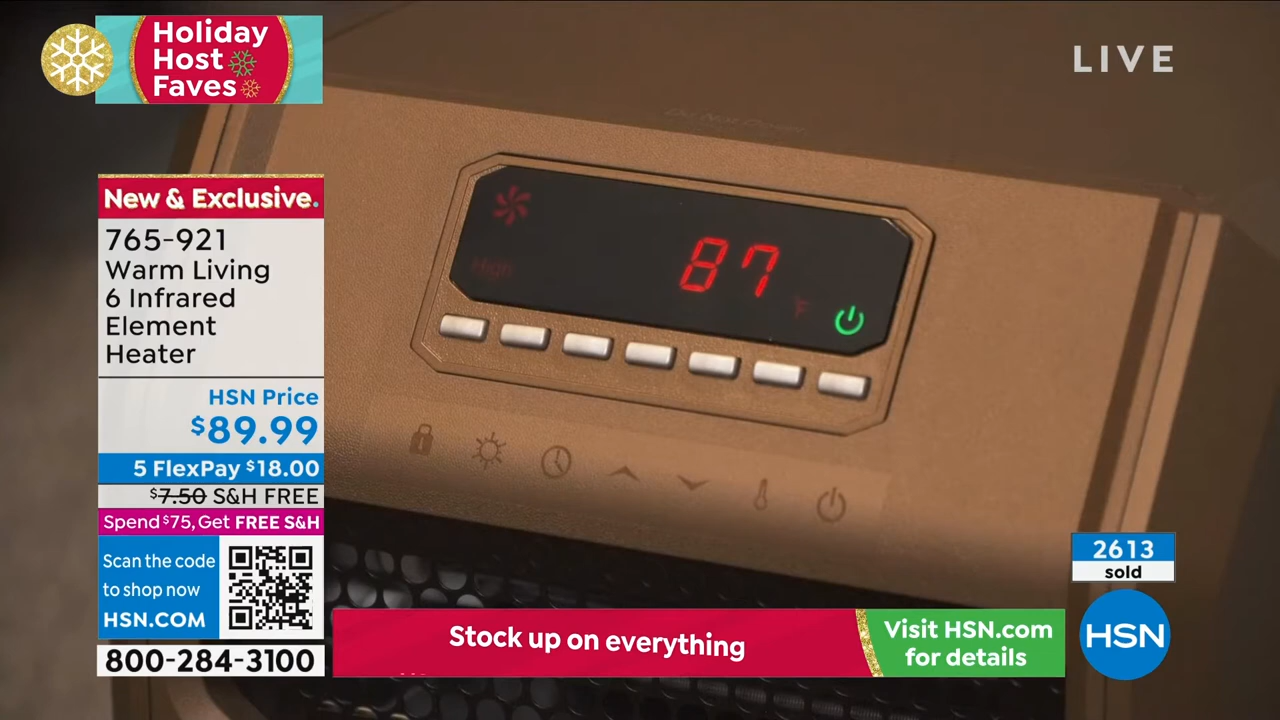 Holiday
Host
Faves
LIVE
New & Exclusive.
765-921
Warm Living
6 Infrared
Element
Heater
HSN Price
$89.99
5 FlexPay $18.00
$7.50 S&H FREE
Spend $75, Get FREE S&H
Scan the code
to shop now
HSN.COM
800-284-3100
High
87
F
Stock up on everything
Visit HSN.com
for details
2613
sold
HSN